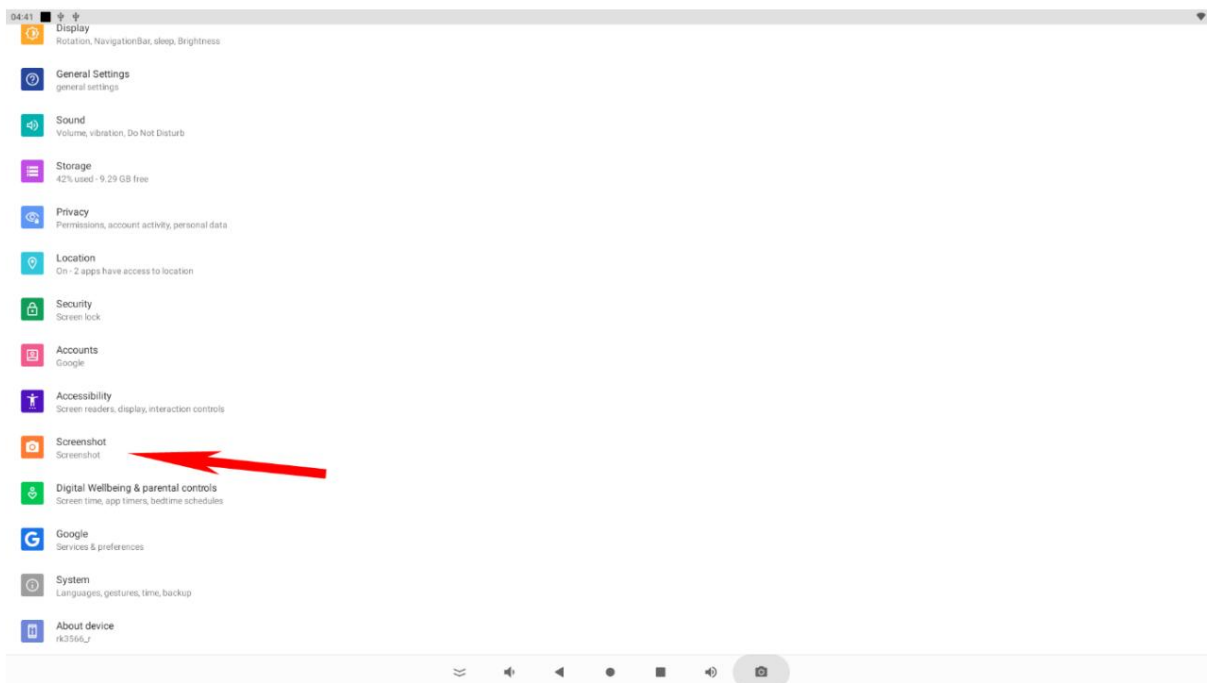 04:41
Display
Rotation, NavigationBar, sleep, Brightness
General Settings
general settings
Sound
Volume, vibration, Do Not Disturb
Storage
42% used - 9.29 GB free
Privacy
Permissions, account activity, personal data
Location
On - 2 apps have access to location
Security
Screen lock
Accounts
Google
Accessibility
Screen readers, display, interaction controls
Screenshot
Screenshot
Digital Wellbeing & parental controls
Screen time, app timers, bedtime schedules
Google
Services & preferences
System
Languages, gestures, time, backup
About device
rk3566_r